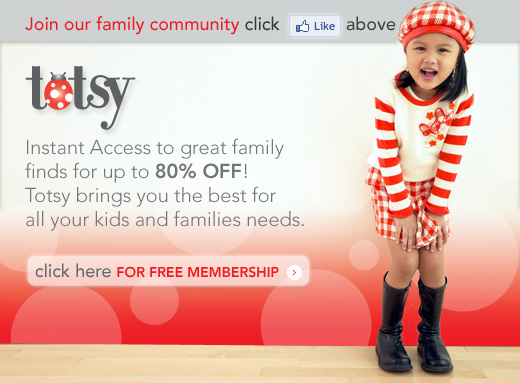 Join our family community click Like above
totsy
Instant Access to great family
finds for up to 80% OFF!
Totsy brings you the best for
all your kids and families needs.
click here FOR FREE MEMBERSHIP